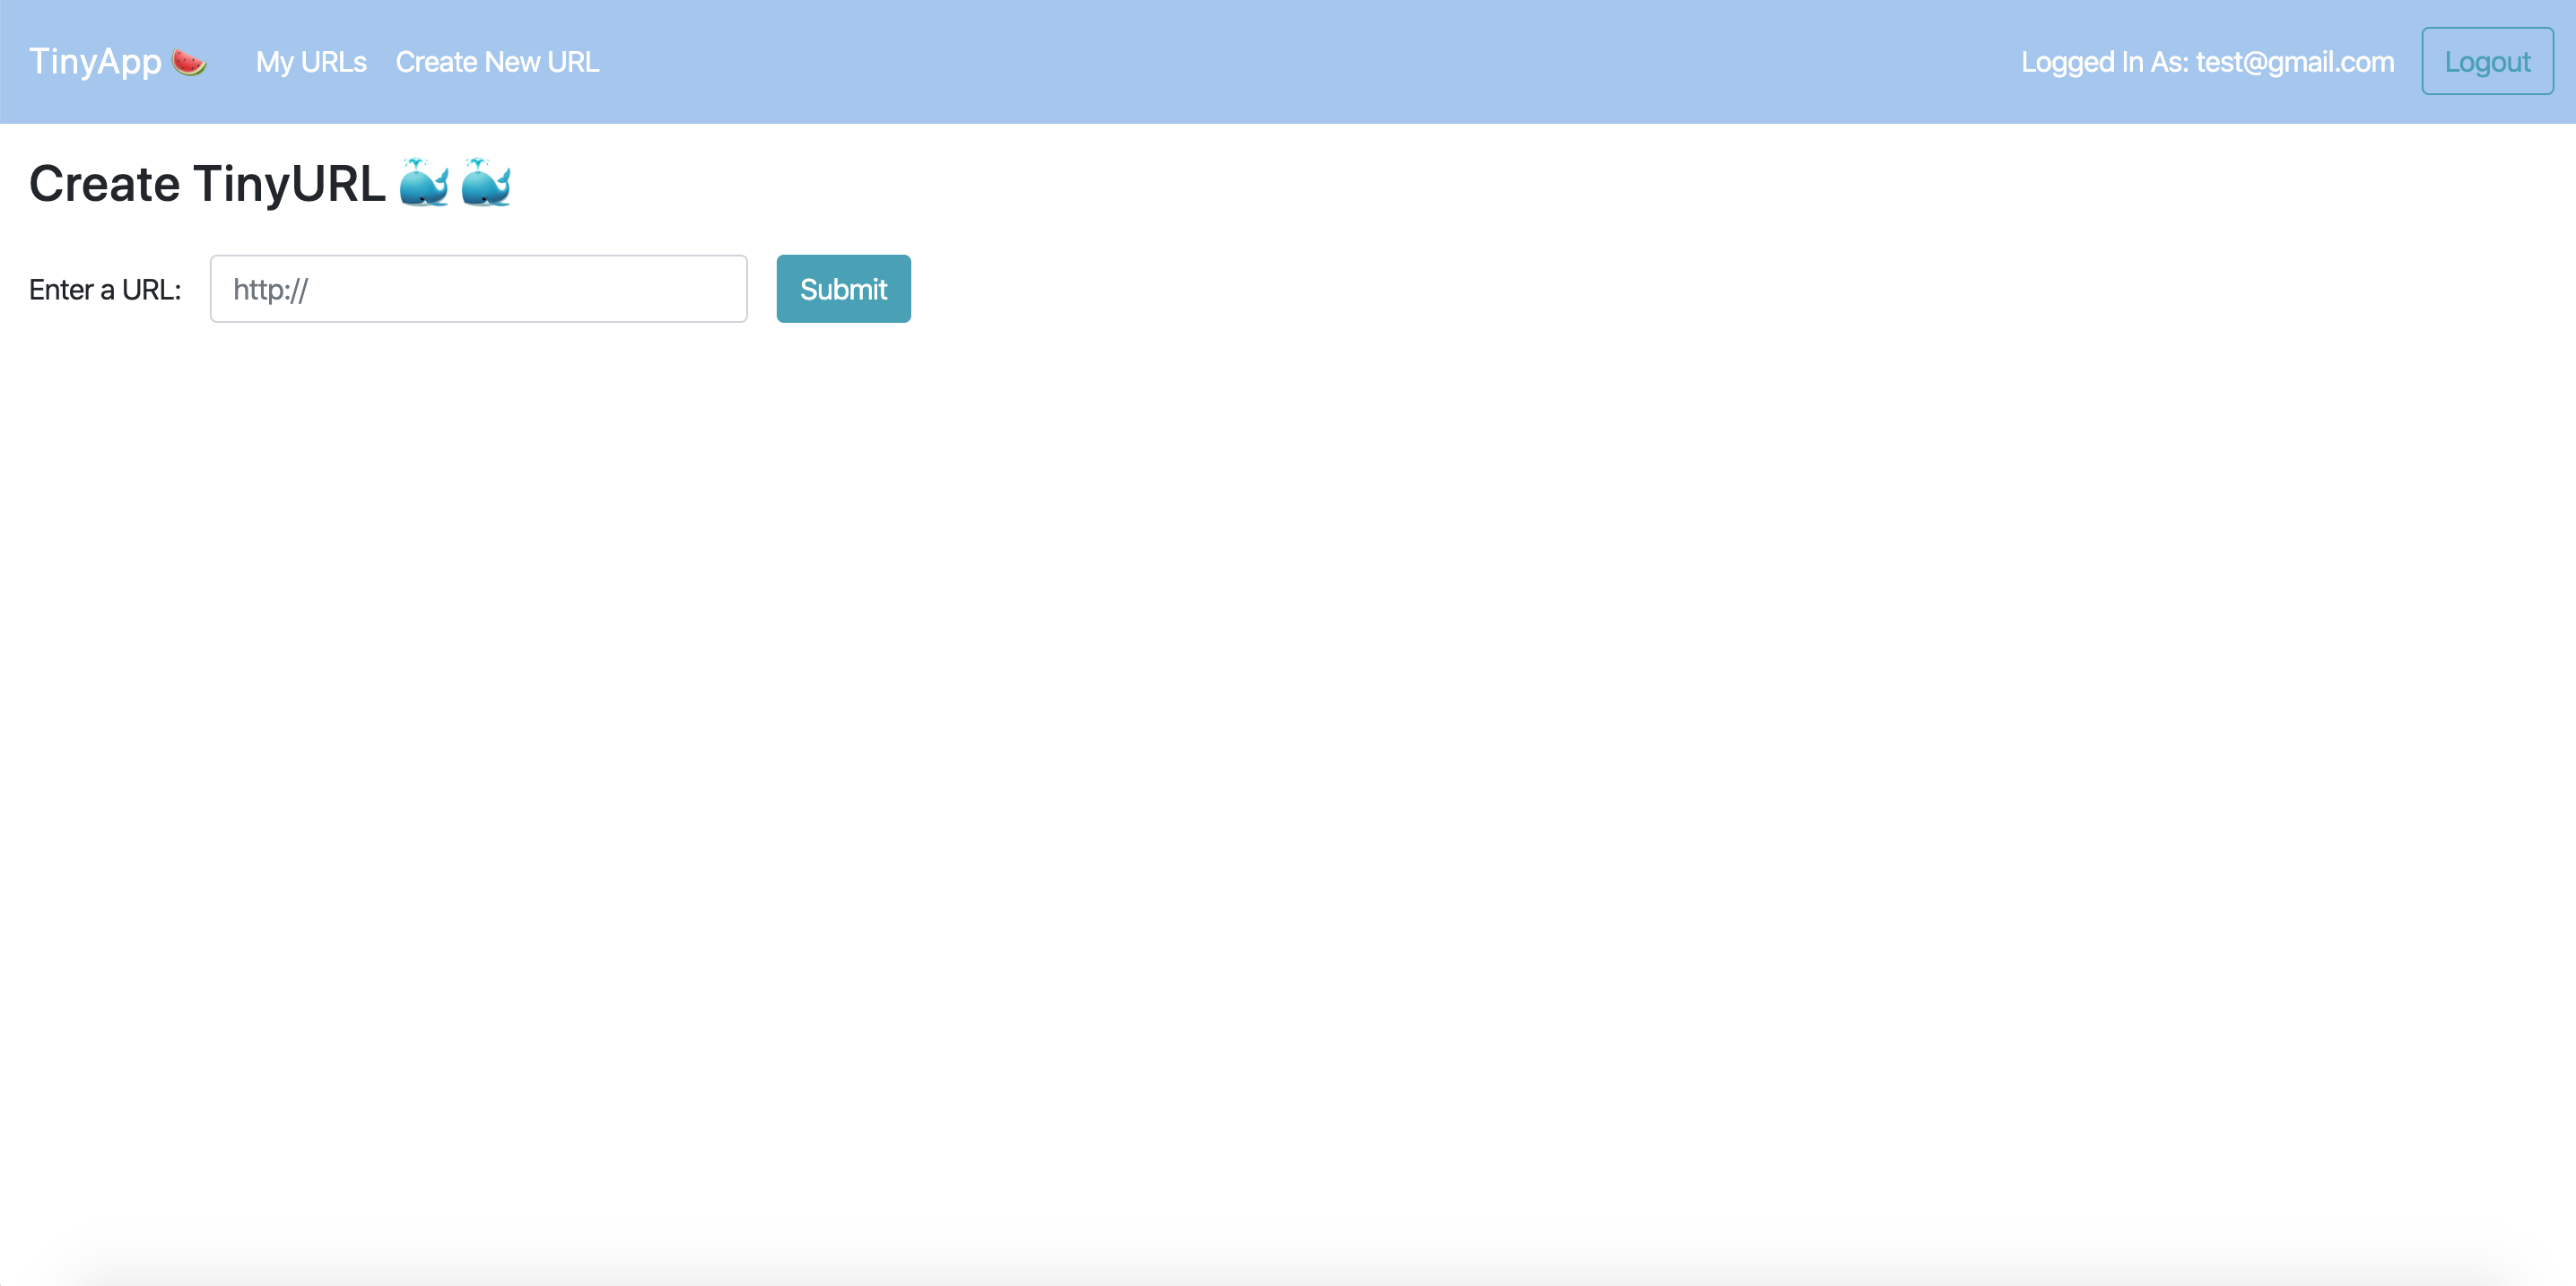 TinyApp 🍉 My URLs Create New URL Logged In As: test@gmail.com Logout
Create TinyURL 🐳 🐳
Enter a URL: http:// Submit